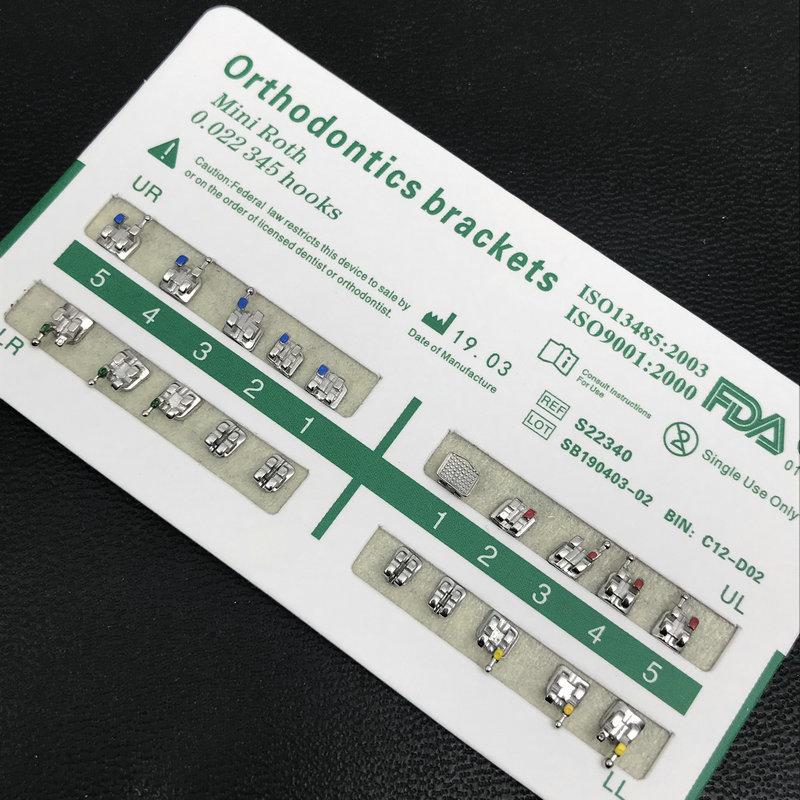 Orthodontics brackets
Mini Roth
0.022 345 hooks
Caution:Federal law restricts this device to sale by
or on the order of licensed dentist or orthodontist.
19.03
Date of Manufacture
ISO13485:2003
ISO9001:2000
Consult Instructions
For Use
FDA
01
REF S22340
LOT SB190403-02 BIN: C12-D02
2
Single Use Only
UR
5 4 3 2 1
LR
1 2 3 4 5
UL
LL